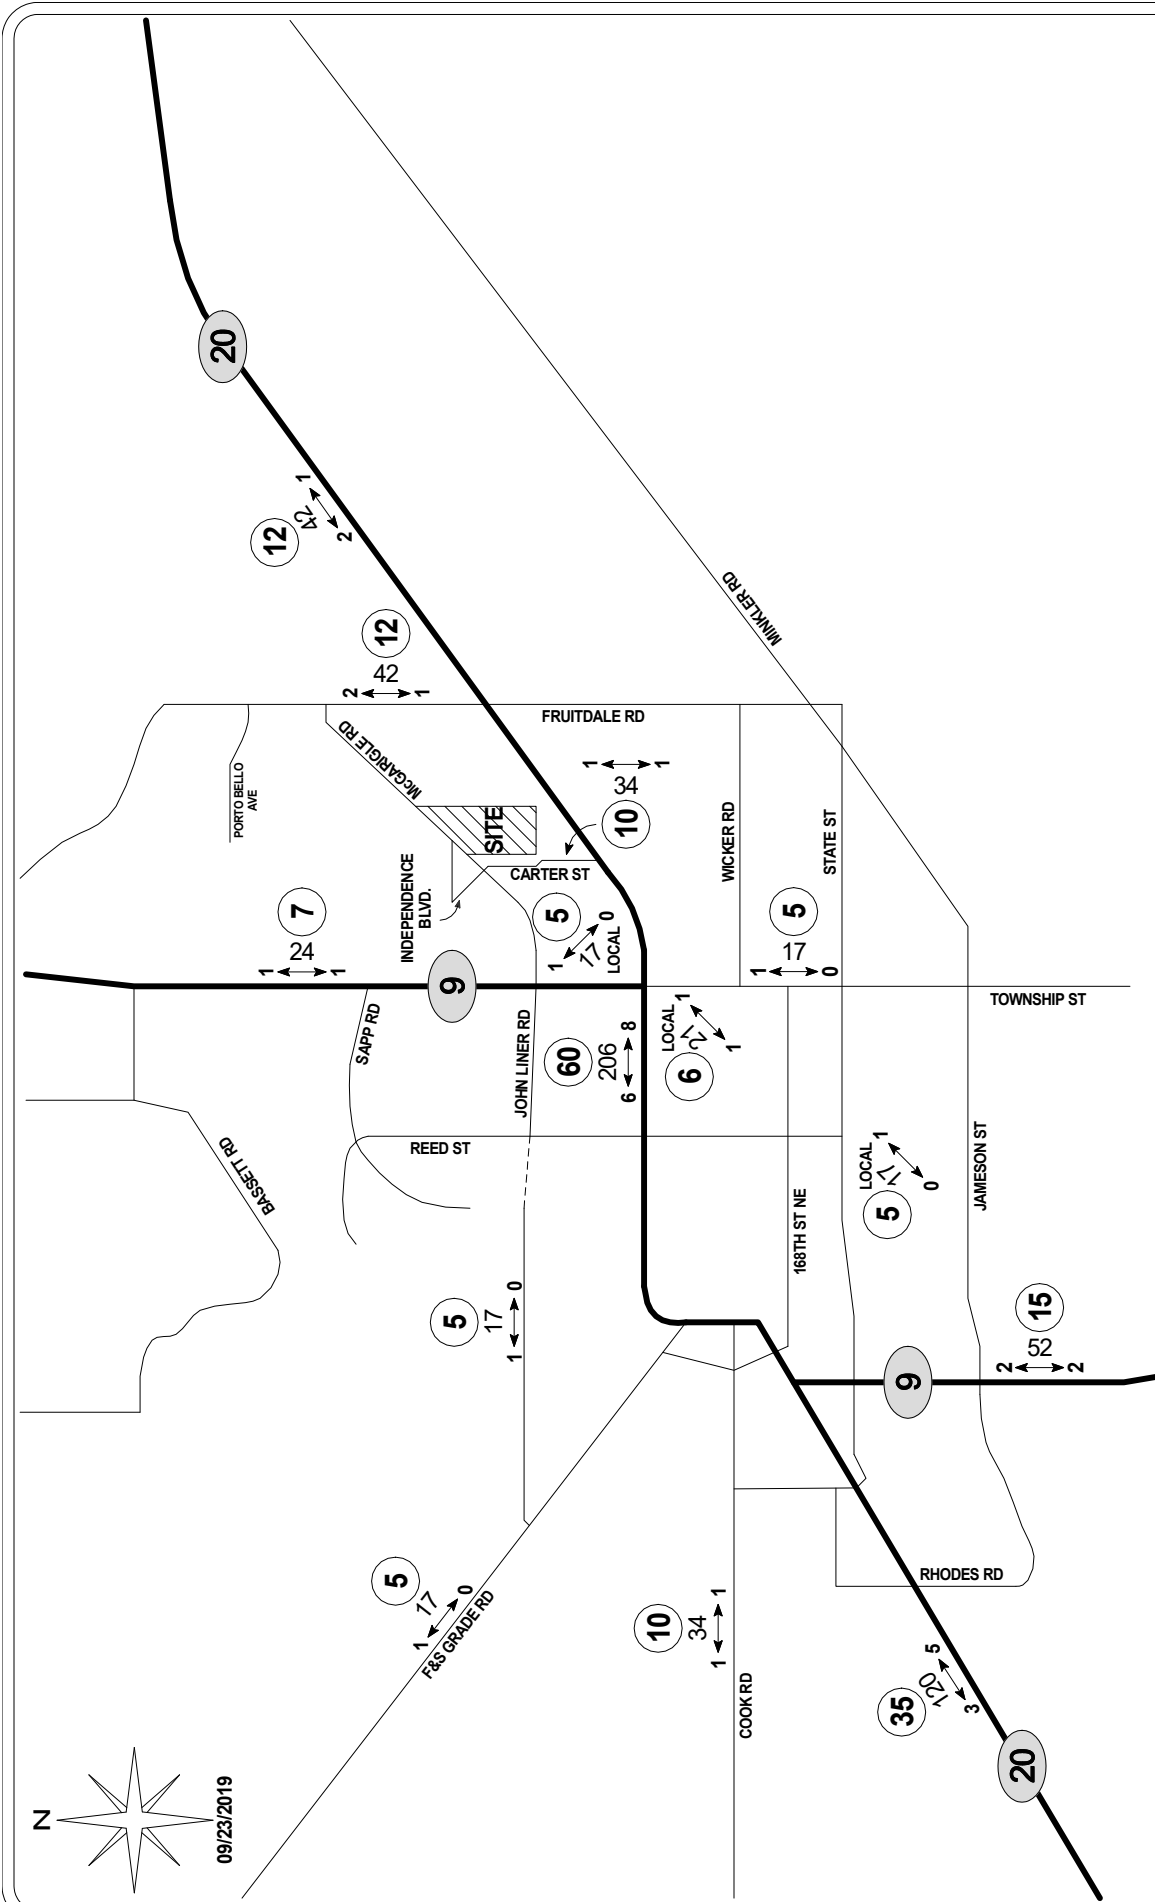 20
1
42
2
12
12
2
42
1
MINKLER RD
FRUITDALE RD
McGARIGLE RD
PORTO BELLO
AVE
SITE
1
34
1
10
WICKER RD
STATE ST
CARTER ST
INDEPENDENCE
BLVD.
7
1
24
1
5
1
17
0
LOCAL
5
1
17
0
9
TOWNSHIP ST
SAPP RD
JOHN LINER RD
60
206
6
8
LOCAL
1
21
1
6
REED ST
BASSETT RD
LOCAL
1
17
0
5
JAMESON ST
168TH ST NE
5
17
1
0
15
2
52
2
9
5
17
1
0
F&S GRADE RD
10
34
1
1
COOK RD
RHODES RD
5
120
3
35
20
N
09/23/2019